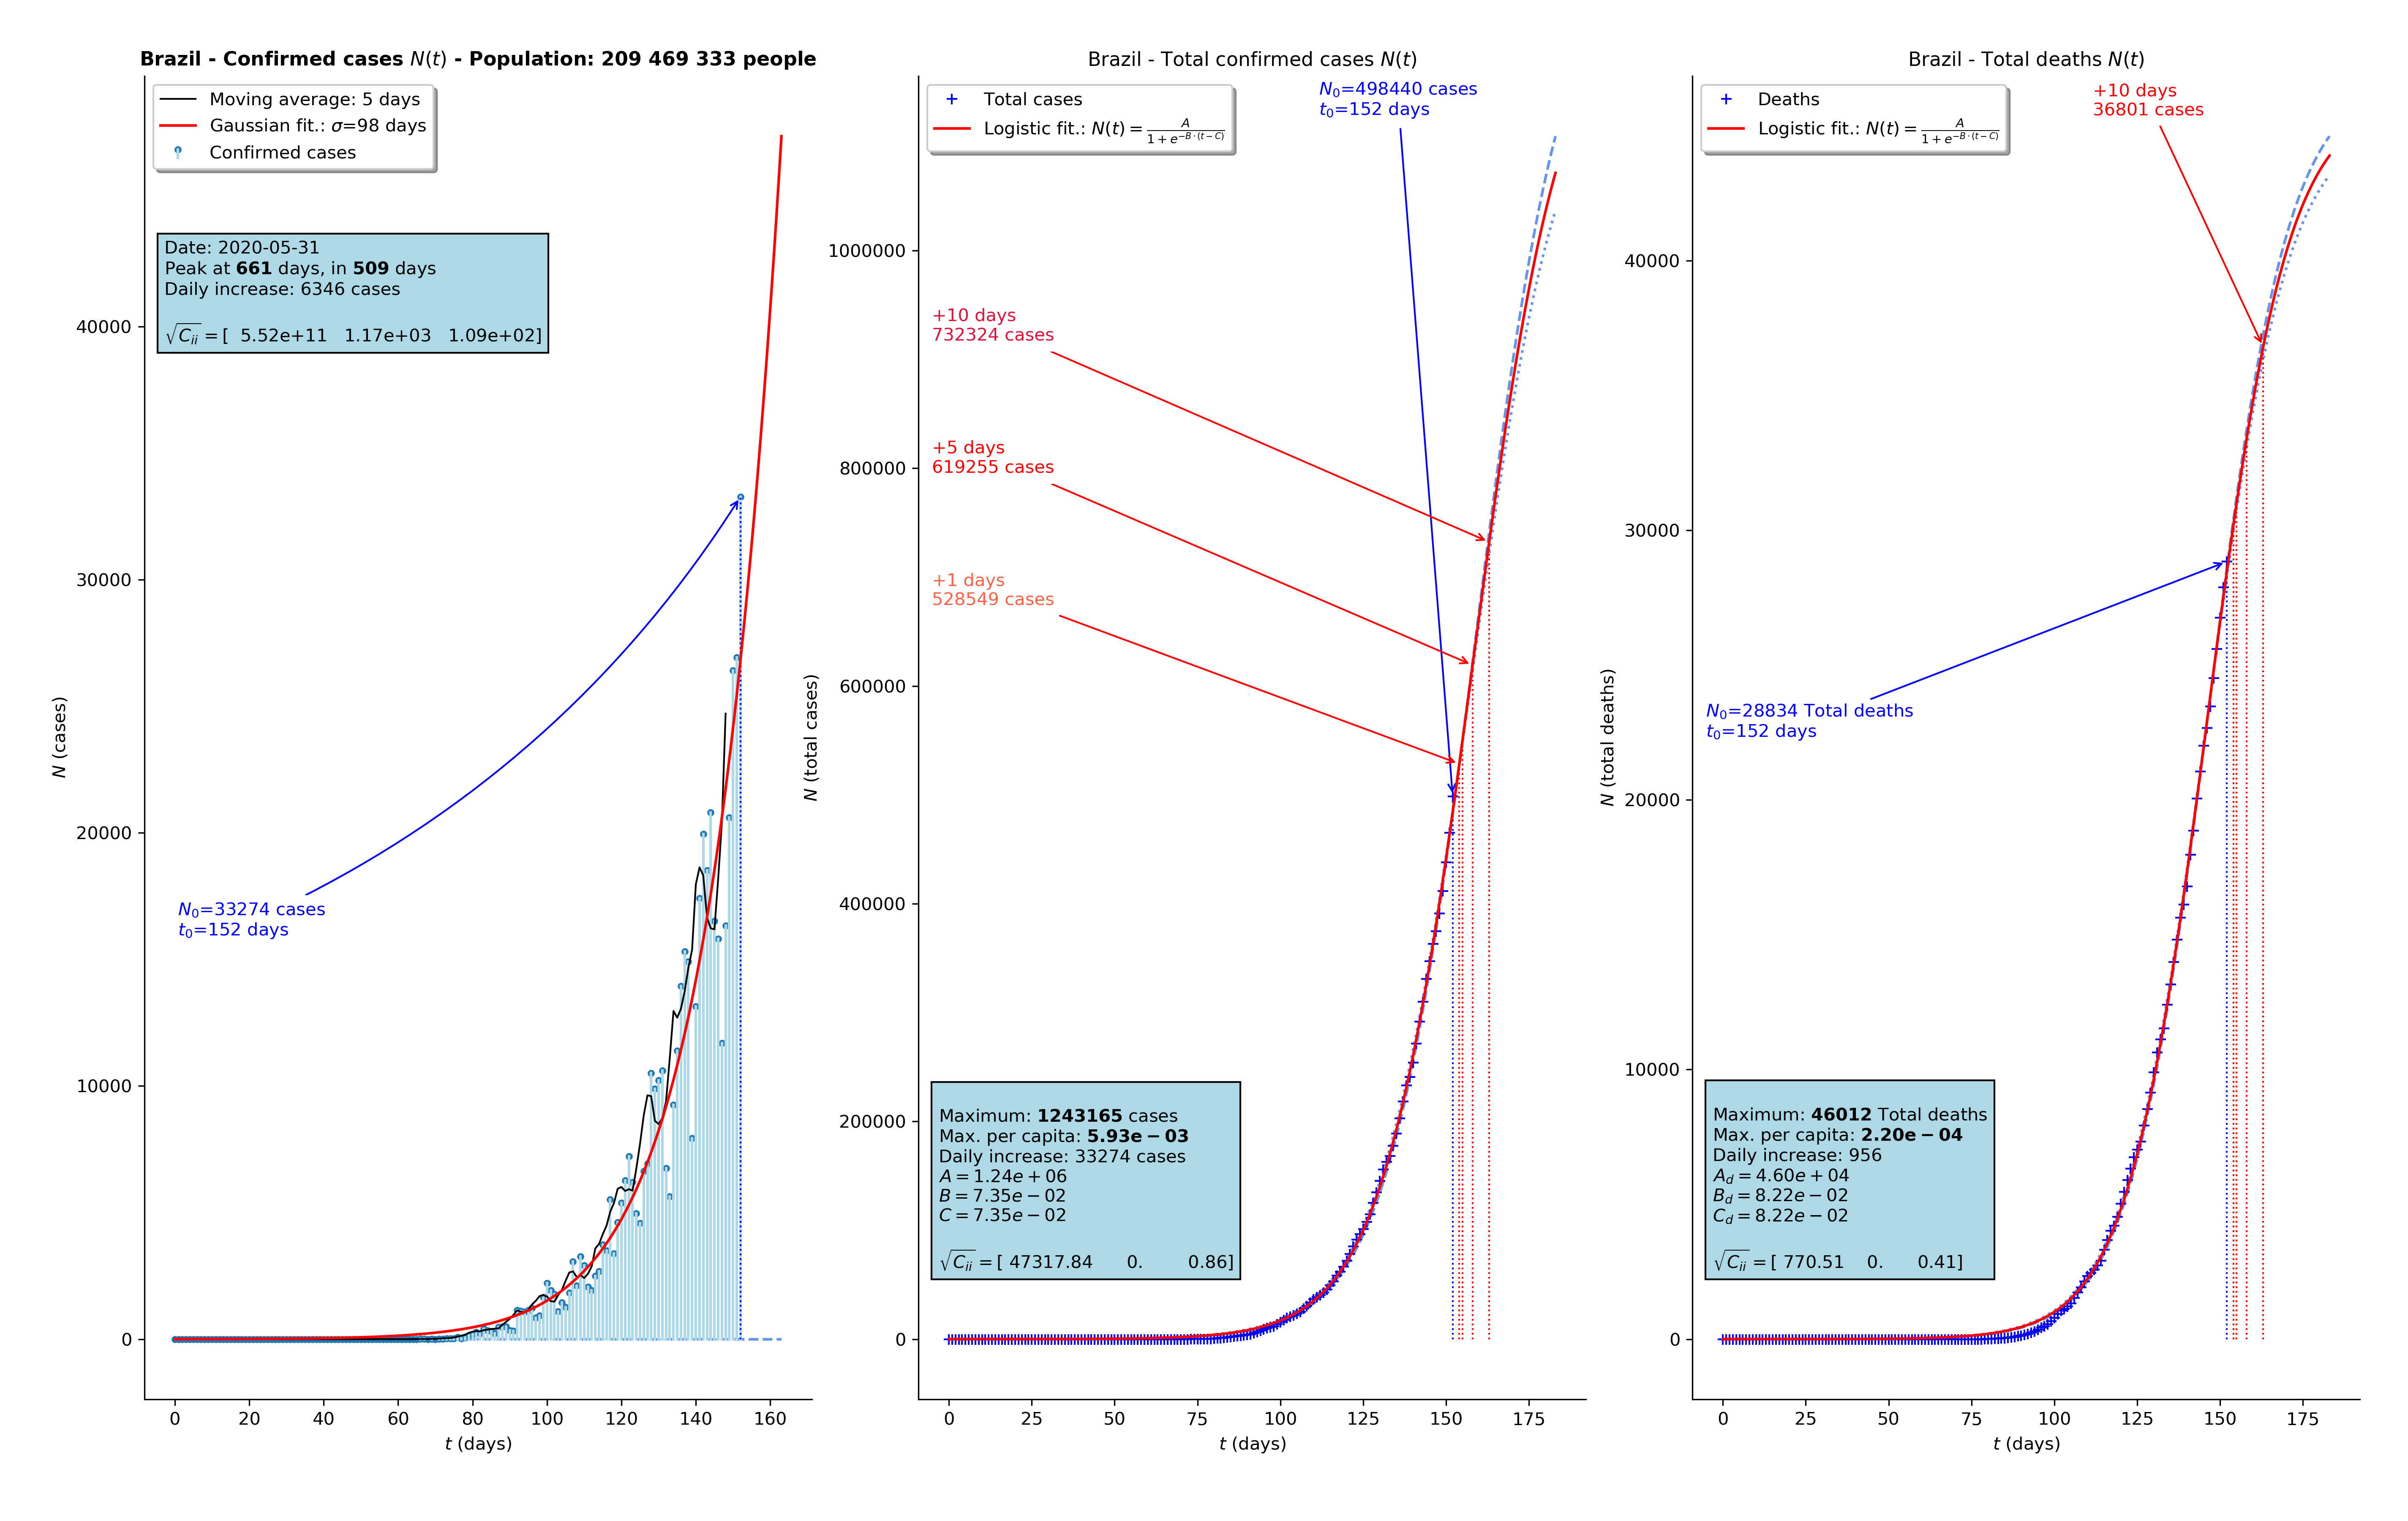 Brazil - Confirmed cases N(t) - Population: 209 469 333 people
Moving average: 5 days
Gaussian fit.: σ=98 days
Confirmed cases
Date: 2020-05-31
Peak at 661 days, in 509 days
Daily increase: 6346 cases
√C_ii = [ 5.52e+11 1.17e+03 1.09e+02]
N₀=33274 cases
t₀=152 days
40000
30000
20000
10000
0
N (cases)
0 20 40 60 80 100 120 140 160
t (days)
Brazil - Total confirmed cases N(t)
Total cases
Logistic fit.: N(t) = A / (1 + e^(−B·(t−C)))
N₀=498440 cases
t₀=152 days
+10 days
732324 cases
+5 days
619255 cases
+1 days
528549 cases
Maximum: 1243165 cases
Max. per capita: 5.93e − 03
Daily increase: 33274 cases
A = 1.24e + 06
B = 7.35e − 02
C = 7.35e − 02
√C_ii = [ 47317.84 0. 0.86]
1000000
800000
600000
400000
200000
0
N (total cases)
0 25 50 75 100 125 150 175
t (days)
Brazil - Total deaths N(t)
Deaths
Logistic fit.: N(t) = A / (1 + e^(−B·(t−C)))
+10 days
36801 cases
N₀=28834 Total deaths
t₀=152 days
Maximum: 46012 Total deaths
Max. per capita: 2.20e − 04
Daily increase: 956
A_d = 4.60e + 04
B_d = 8.22e − 02
C_d = 8.22e − 02
√C_ii = [ 770.51 0. 0.41]
40000
30000
20000
10000
0
N (total deaths)
0 25 50 75 100 125 150 175
t (days)